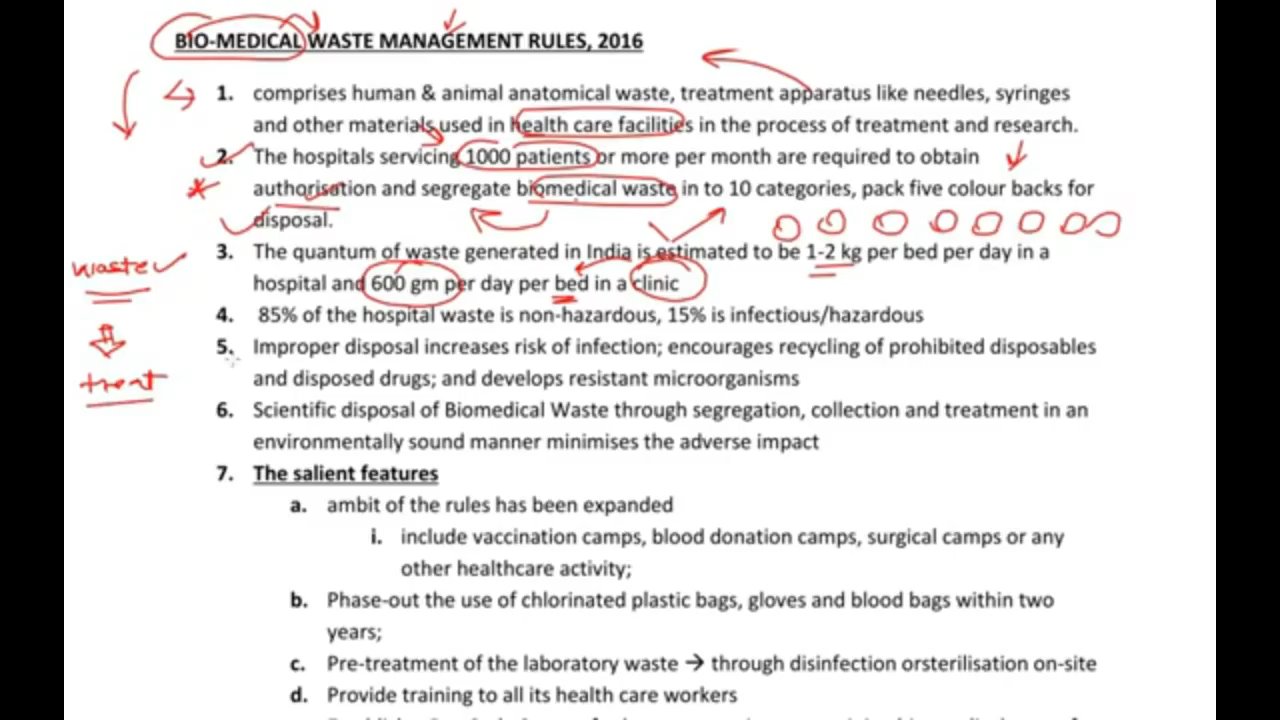 BIO-MEDICAL WASTE MANAGEMENT RULES, 2016
1. comprises human & animal anatomical waste, treatment apparatus like needles, syringes
and other materials used in health care facilities in the process of treatment and research.
2. The hospitals servicing 1000 patients or more per month are required to obtain
authorisation and segregate biomedical waste in to 10 categories, pack five colour backs for
disposal.
3. The quantum of waste generated in India is estimated to be 1-2 kg per bed per day in a
hospital and 600 gm per day per bed in a clinic
waste
4. 85% of the hospital waste is non-hazardous, 15% is infectious/hazardous
5. Improper disposal increases risk of infection; encourages recycling of prohibited disposables
and disposed drugs; and develops resistant microorganisms
treat
6. Scientific disposal of Biomedical Waste through segregation, collection and treatment in an
environmentally sound manner minimises the adverse impact
7. The salient features
a. ambit of the rules has been expanded
i. include vaccination camps, blood donation camps, surgical camps or any
other healthcare activity;
b. Phase-out the use of chlorinated plastic bags, gloves and blood bags within two
years;
c. Pre-treatment of the laboratory waste → through disinfection orsterilisation on-site
d. Provide training to all its health care workers